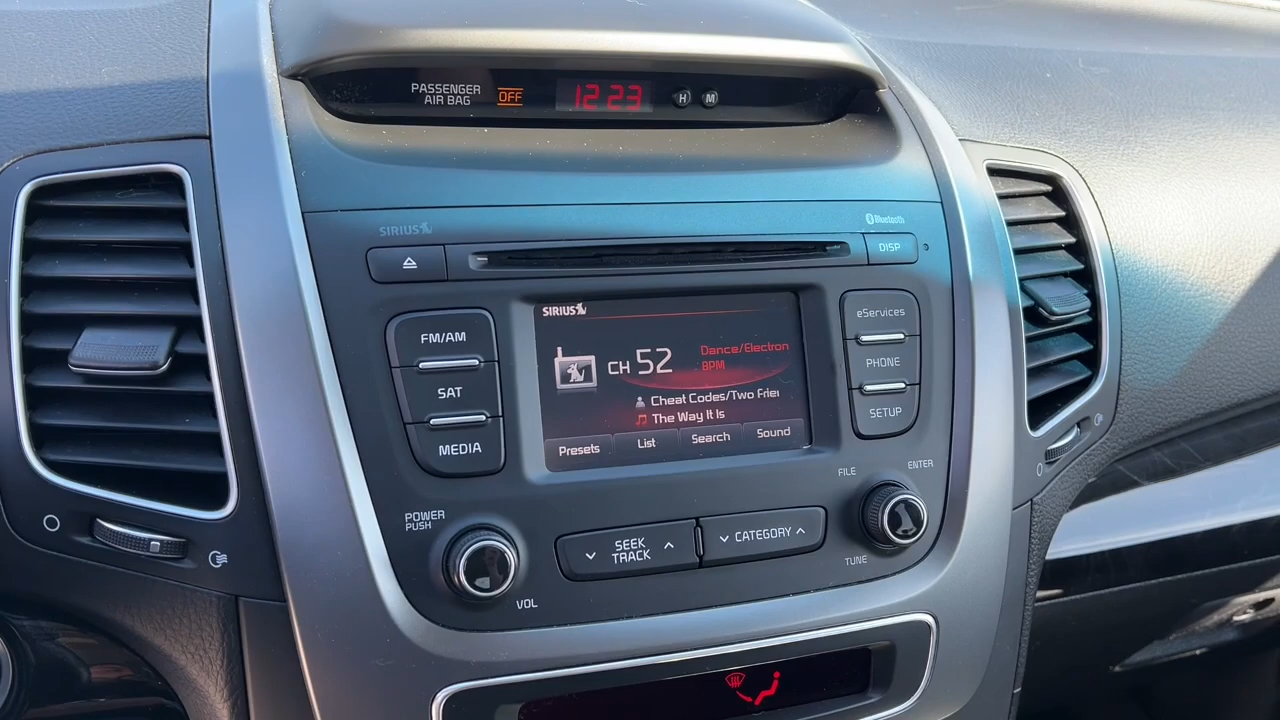 PASSENGER
AIR BAG
OFF
12 23
H
M
SIRIUS
Bluetooth
DISP
SIRIUS
FM/AM
SAT
MEDIA
CH 52
Dance/Electron
BPM
Cheat Codes/Two Frie
The Way It Is
Presets
List
Search
Sound
eServices
PHONE
SETUP
POWER
PUSH
VOL
SEEK
TRACK
CATEGORY
FILE
ENTER
TUNE